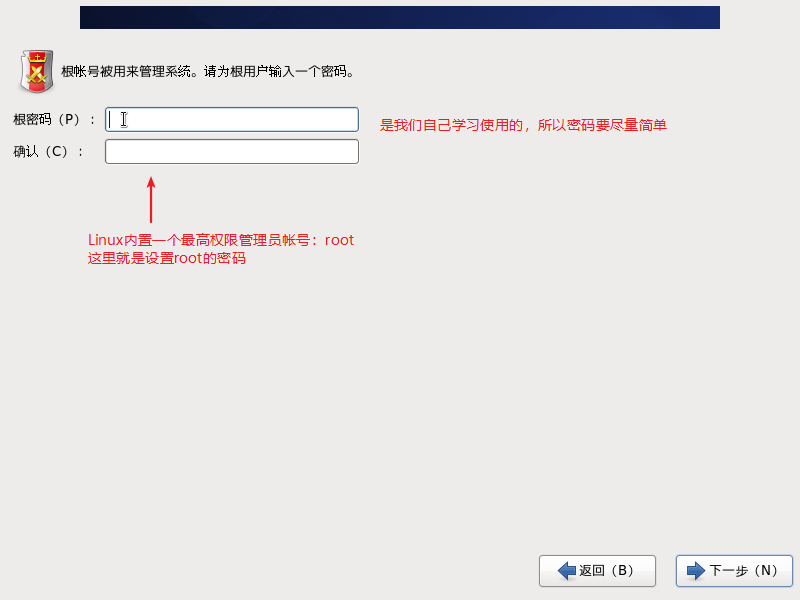 根帐号被用来管理系统。请为根用户输入一个密码。
根密码（P）：
是我们自己学习使用的，所以密码要尽量简单
确认（C）：
Linux内置一个最高权限管理员帐号：root
这里就是设置root的密码
返回（B）
下一步（N）